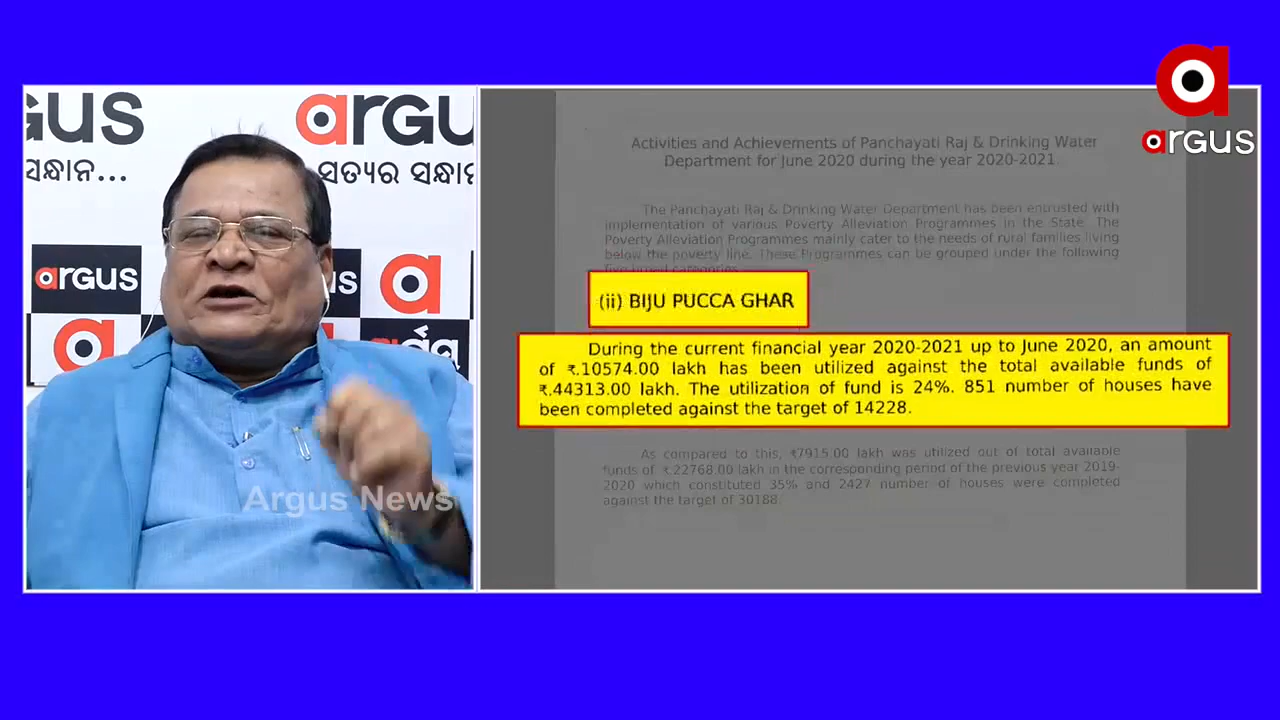 argus
argus
ସତ୍ୟର ସନ୍ଧାନ
ସନ୍ଧାନ...
argus
Argus News
argus
Activities and Achievements of Panchayati Raj & Drinking Water
Department for June 2020 during the year 2020-2021.
The Panchayati Raj & Drinking Water Department has been entrusted with
implementation of various Poverty Alleviation Programmes in the State. The
Poverty Alleviation Programmes mainly cater to the needs of rural families living
below the poverty line. These Programmes can be grouped under the following
(ii) BIJU PUCCA GHAR
During the current financial year 2020-2021 up to June 2020, an amount
of ₹.10574.00 lakh has been utilized against the total available funds of
₹.44313.00 lakh. The utilization of fund is 24%. 851 number of houses have
been completed against the target of 14228.
As compared to this, ₹7915.00 lakh was utilized out of total available
funds of ₹.22768.00 lakh in the corresponding period of the previous year 2019-
2020 which constituted 35% and 2427 number of houses were completed
against the target of 30188.